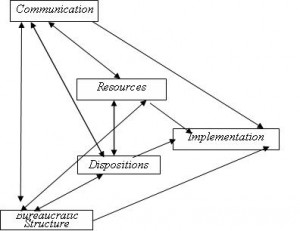 Communication
Resources
Implementation
Dispositions
Bureaucratic
Structure